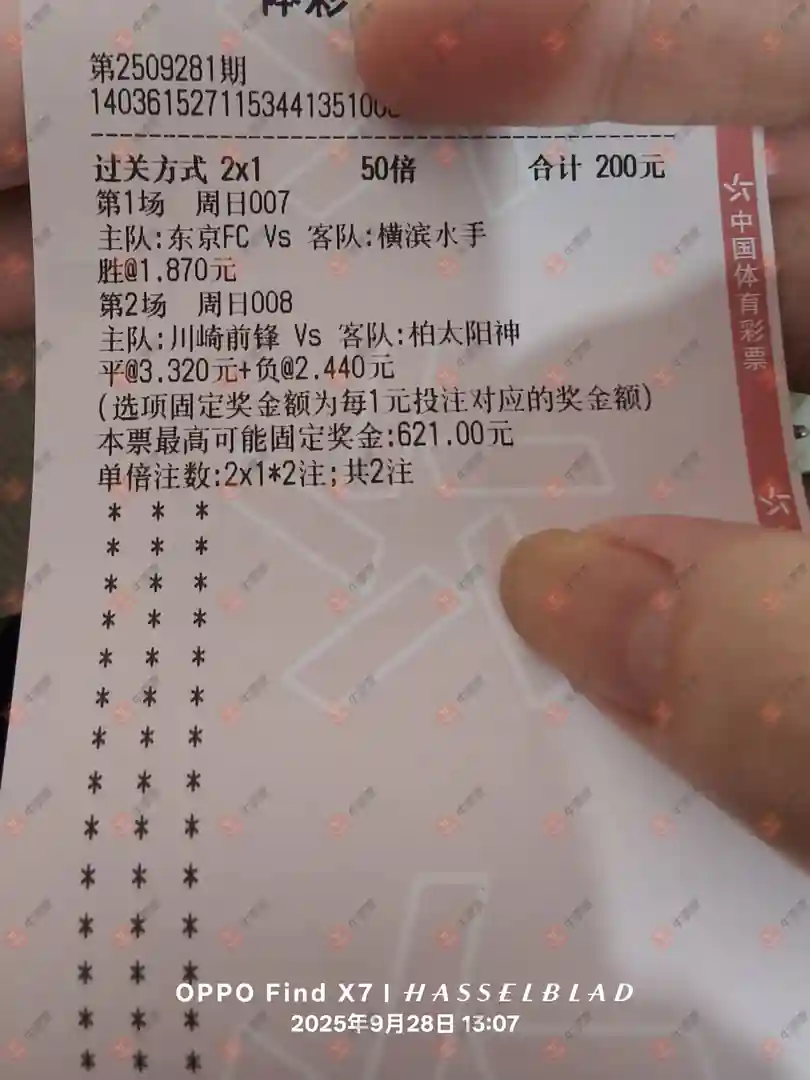 体彩
第2509281期
1403615271153441351006
过关方式 2x1 50倍 合计 200元
第1场 周日007
主队:东京FC Vs 客队:横滨水手
胜@1.870元
第2场 周日008
主队:川崎前锋 Vs 客队:柏太阳神
平@3.320元+负@2.440元
(选项固定奖金额为每1元投注对应的奖金额)
本票最高可能固定奖金:621.00元
单倍注数:2x1*2注;共2注
* * *
* * *
* * *
* * *
* * *
* * *
* * *
* * *
* * *
* * *
* * *
* * *
* * *
* * *
中国体育彩票
OPPO Find X7 | HASSELBLAD
2025年9月28日 13:07